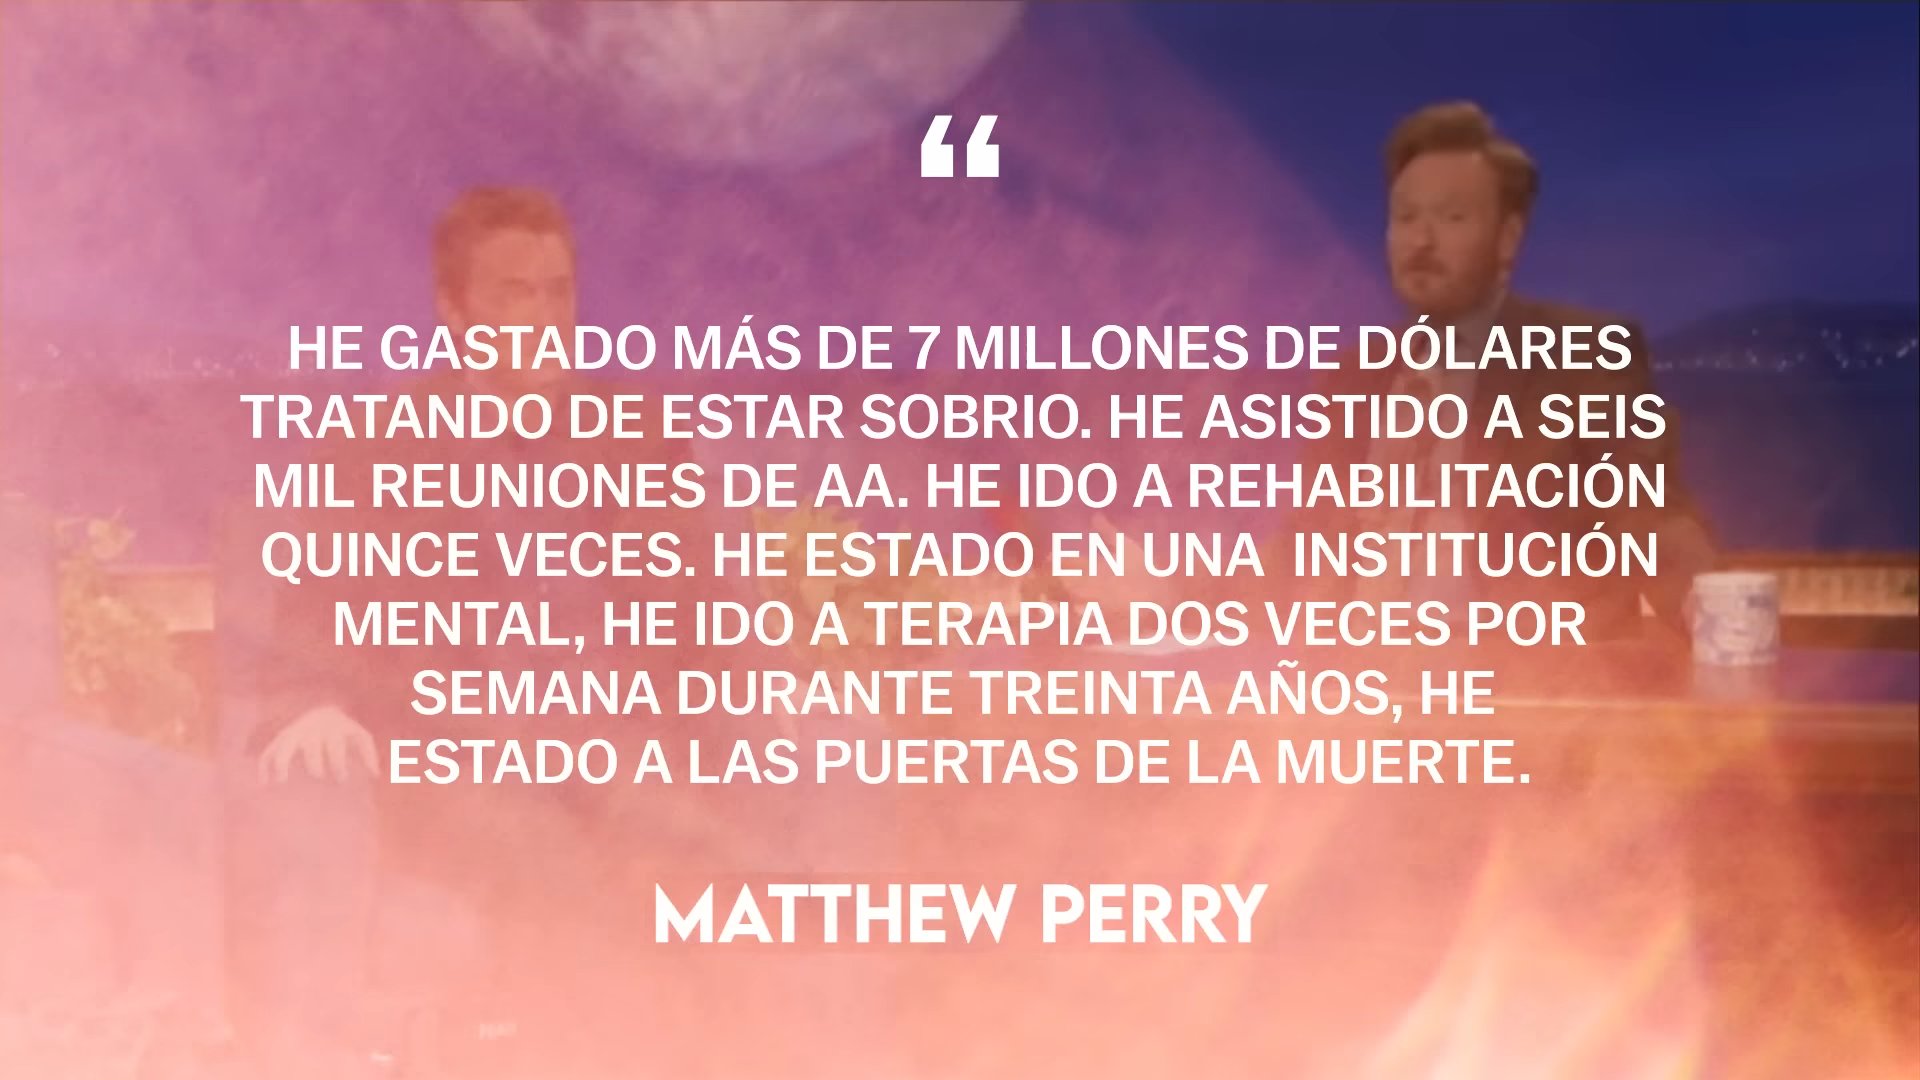 “
HE GASTADO MÁS DE 7 MILLONES DE DÓLARES
TRATANDO DE ESTAR SOBRIO. HE ASISTIDO A SEIS
MIL REUNIONES DE AA. HE IDO A REHABILITACIÓN
QUINCE VECES. HE ESTADO EN UNA  INSTITUCIÓN
MENTAL, HE IDO A TERAPIA DOS VECES POR
SEMANA DURANTE TREINTA AÑOS, HE
ESTADO A LAS PUERTAS DE LA MUERTE.
MATTHEW PERRY